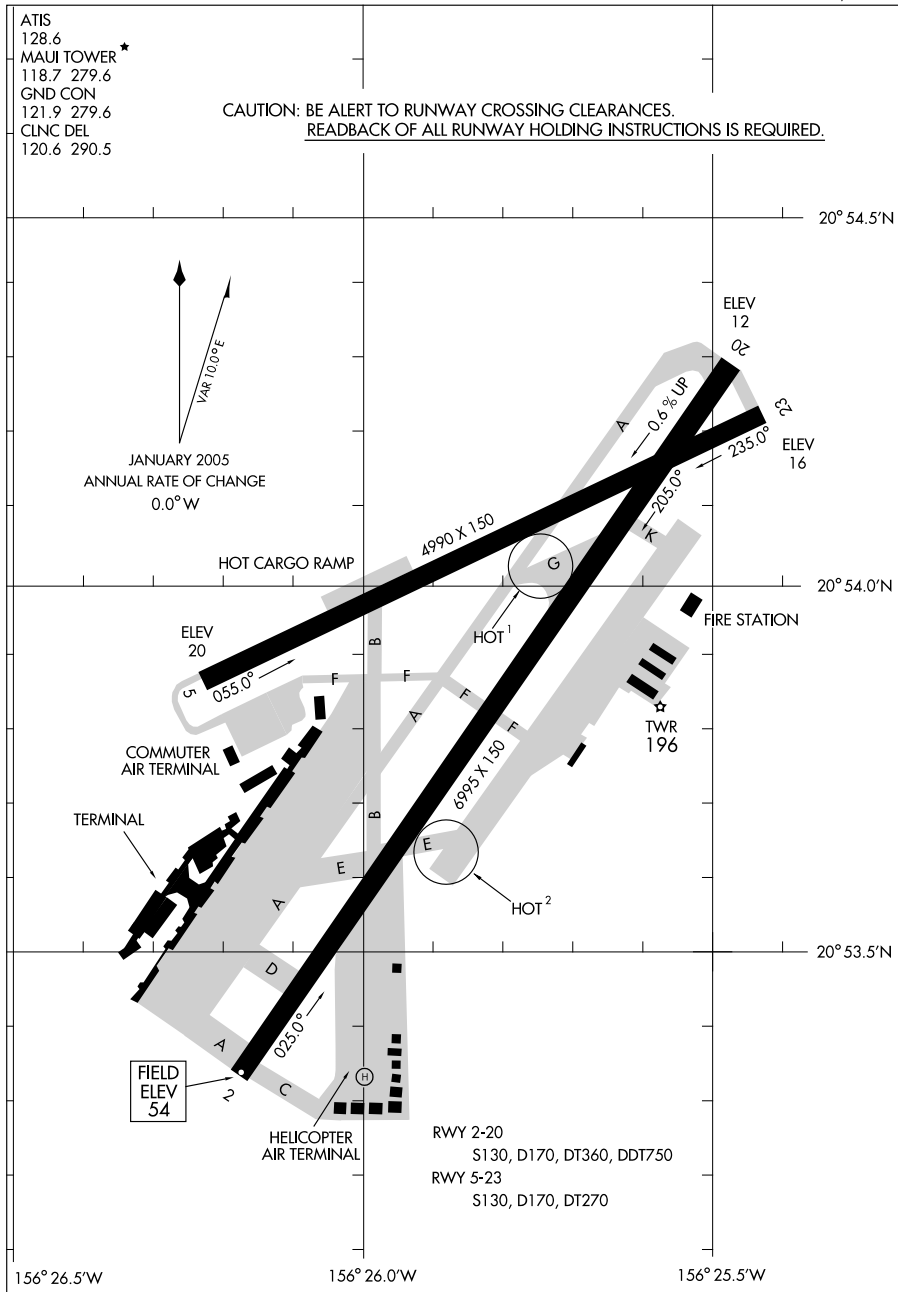 ATIS
128.6
MAUI TOWER
118.7 279.6
GND CON
121.9 279.6
CLNC DEL
120.6 290.5
CAUTION: BE ALERT TO RUNWAY CROSSING CLEARANCES.
READBACK OF ALL RUNWAY HOLDING INSTRUCTIONS IS REQUIRED.
20° 54.5'N
VAR 10.0° E
JANUARY 2005
ANNUAL RATE OF CHANGE
0.0° W
ELEV
12
20
23
ELEV
16
0.6 % UP
A
235.0°
205.0°
K
4990 X 150
HOT CARGO RAMP
G
20° 54.0'N
FIRE STATION
HOT 1
ELEV
20
B
5
055.0°
F
F
F
F
A
TWR
196
COMMUTER
AIR TERMINAL
6995 X 150
TERMINAL
B
E
E
HOT 2
A
20° 53.5'N
D
025.0°
A
FIELD
ELEV
54
2
C
H
HELICOPTER
AIR TERMINAL
RWY 2-20
S130, D170, DT360, DDT750
RWY 5-23
S130, D170, DT270
156° 26.5'W
156° 26.0'W
156° 25.5'W